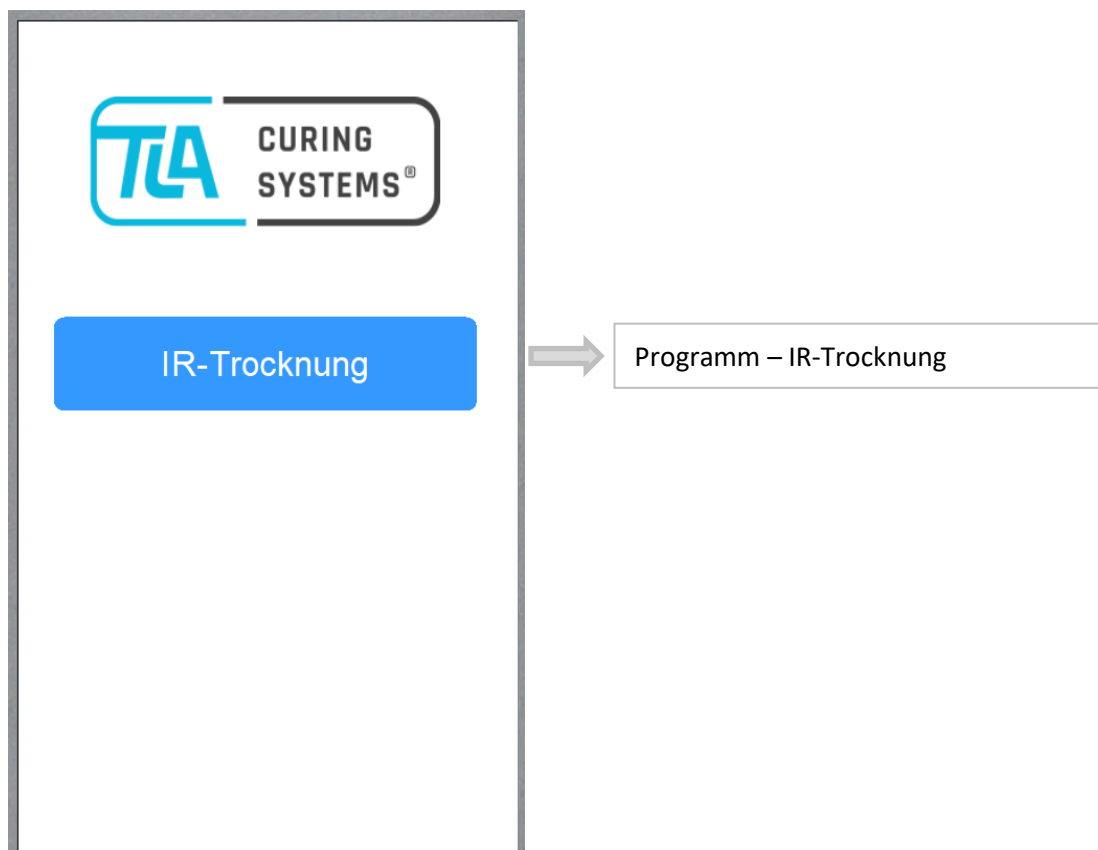 TLA
CURING
SYSTEMS®
IR-Trocknung
Programm – IR-Trocknung